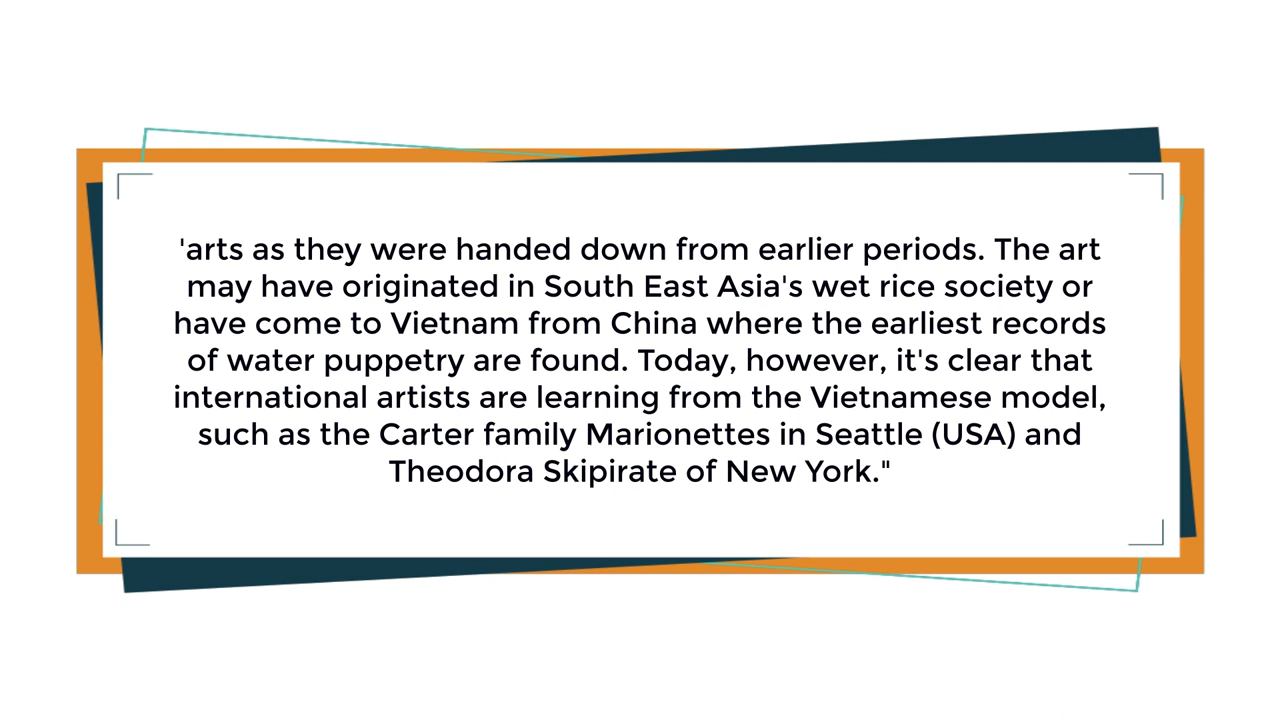 'arts as they were handed down from earlier periods. The art
may have originated in South East Asia's wet rice society or
have come to Vietnam from China where the earliest records
of water puppetry are found. Today, however, it's clear that
international artists are learning from the Vietnamese model,
such as the Carter family Marionettes in Seattle (USA) and
Theodora Skipirate of New York."